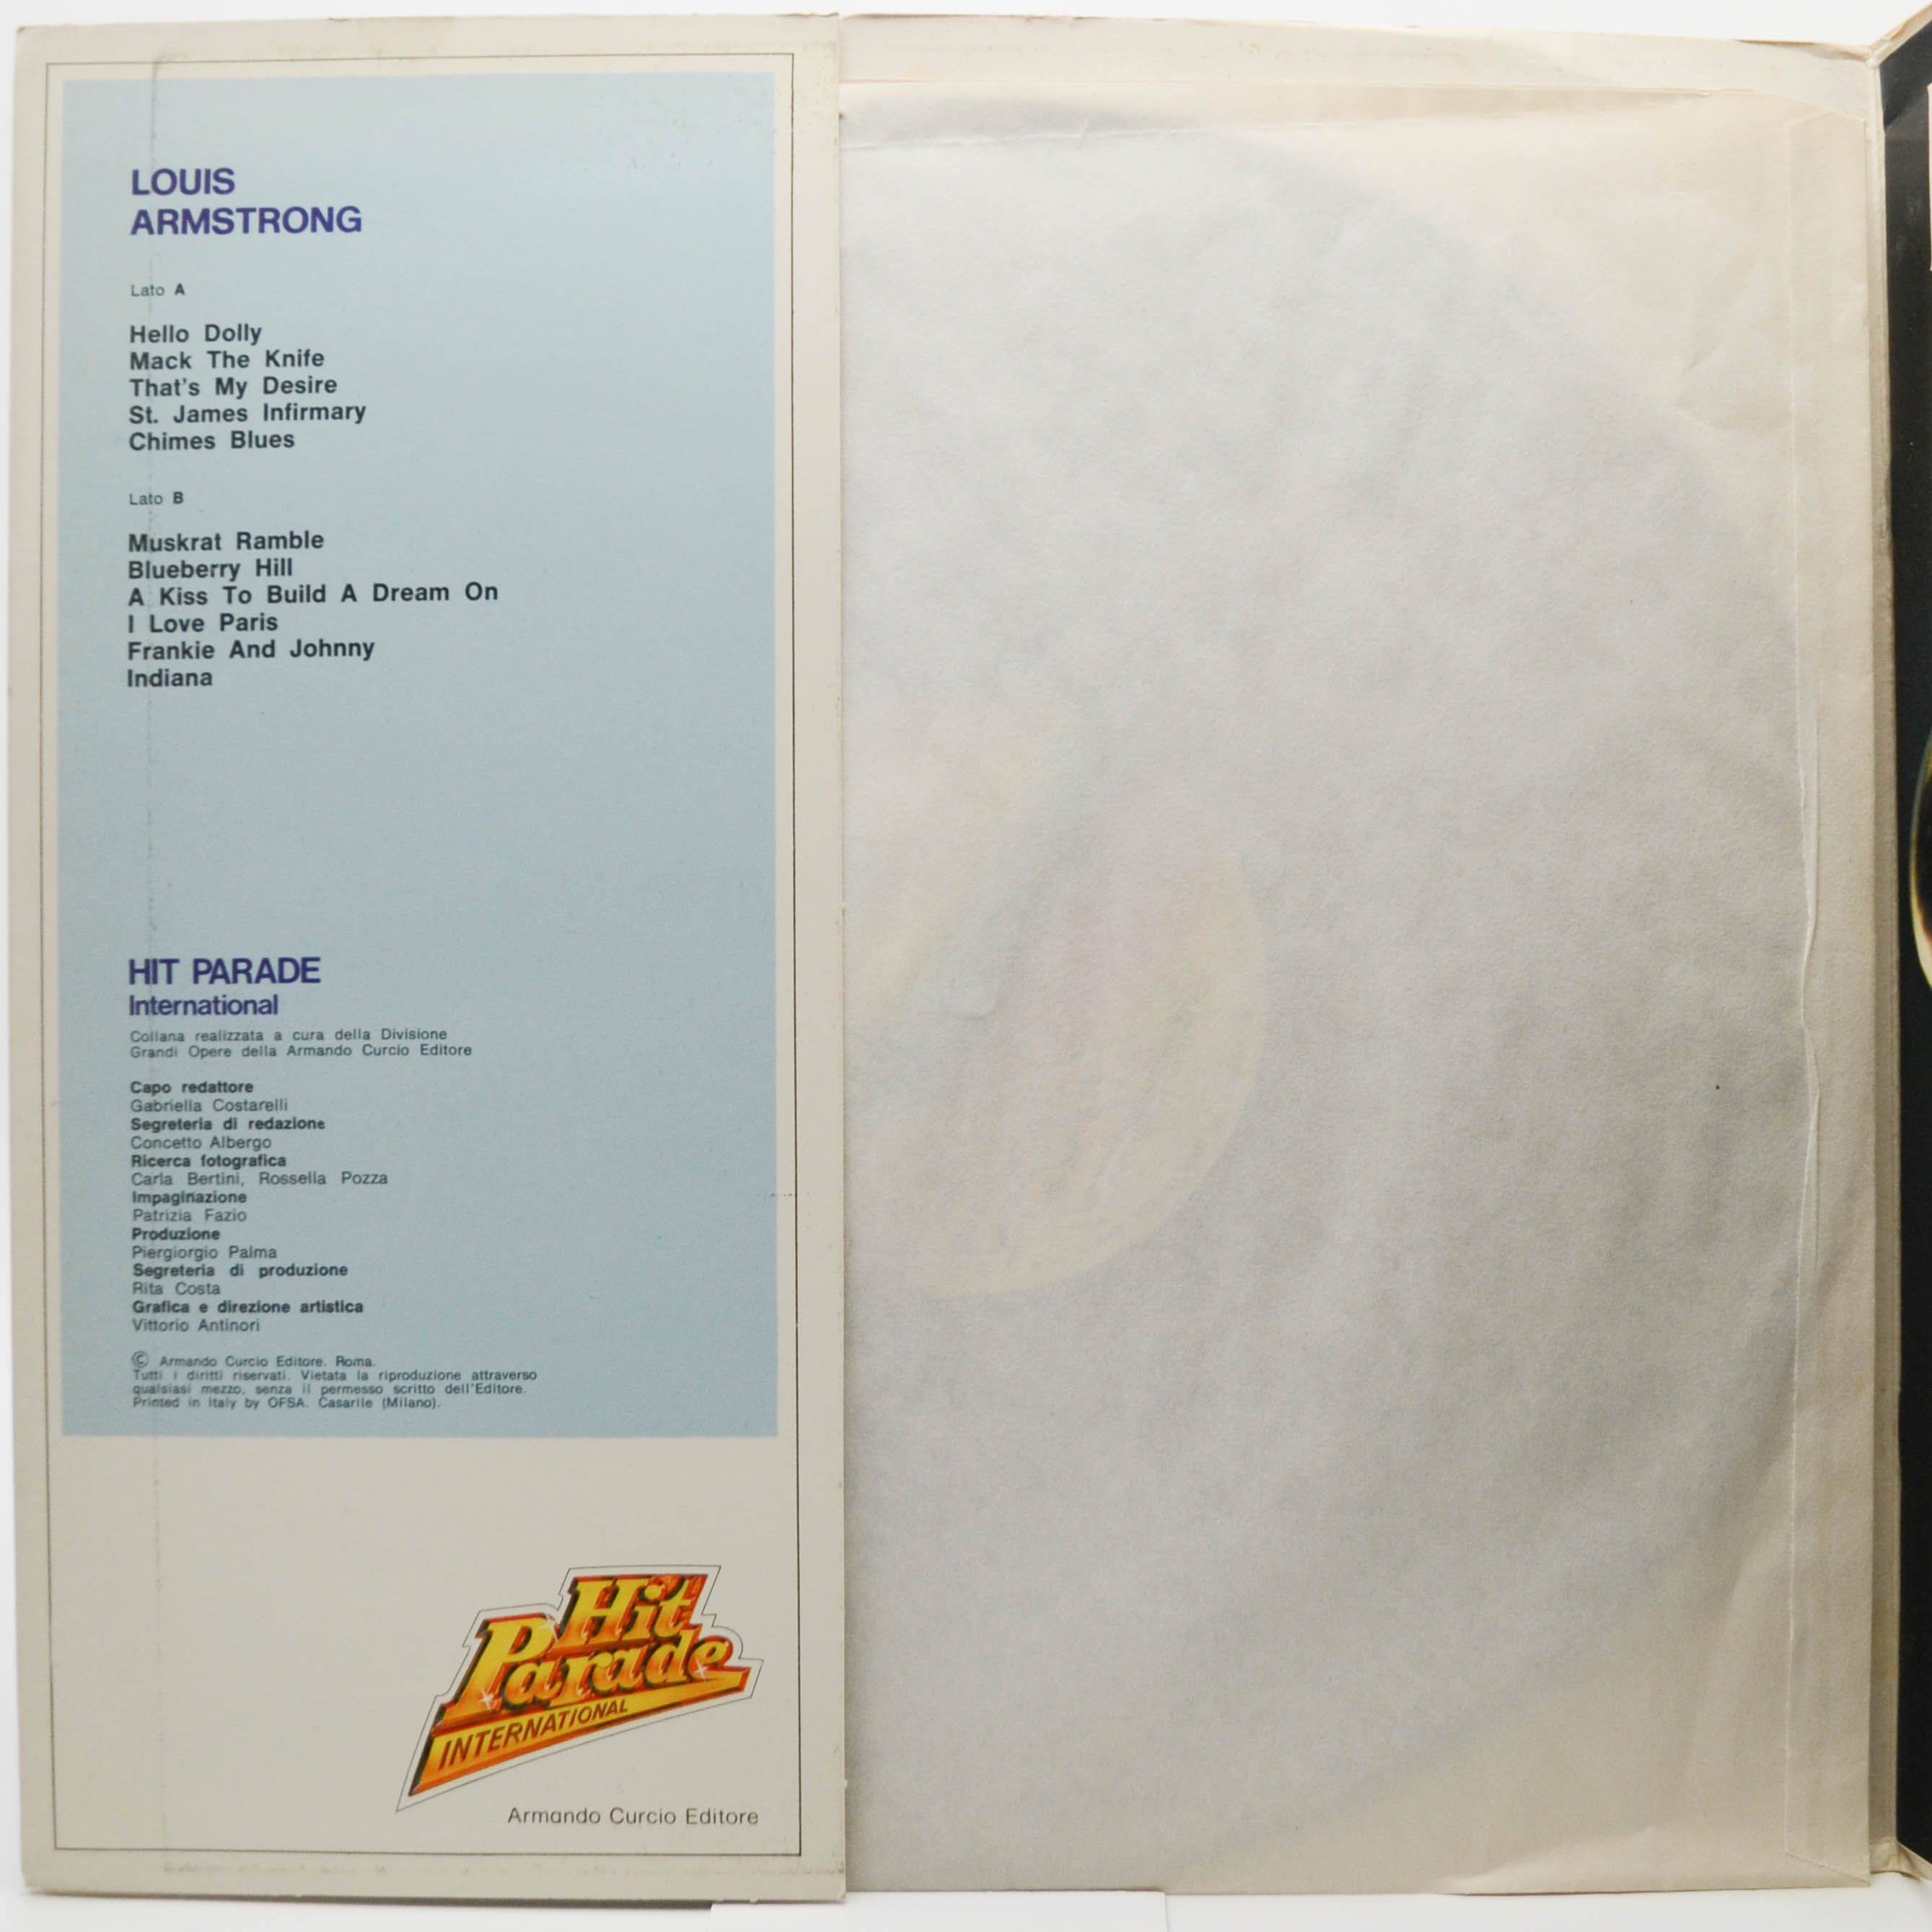 LOUIS
ARMSTRONG
Lato A
Hello Dolly
Mack The Knife
That's My Desire
St. James Infirmary
Chimes Blues
Lato B
Muskrat Ramble
Blueberry Hill
A Kiss To Build A Dream On
I Love Paris
Frankie And Johnny
Indiana
HIT PARADE
International
Collana realizzata a cura della Divisione
Grandi Opere della Armando Curcio Editore
Capo redattore
Gabriella Costarelli
Segreteria di redazione
Concetto Albergo
Ricerca fotografica
Carla Bertini, Rossella Pozza
Impaginazione
Patrizia Fazio
Produzione
Piergiorgio Palma
Segreteria di produzione
Rita Costa
Grafica e direzione artistica
Vittorio Antinori
© Armando Curcio Editore. Roma.
Tutti i diritti riservati. Vietata la riproduzione attraverso
qualsiasi mezzo, senza il permesso scritto dell'Editore.
Printed in Italy by OFSA. Casarile (Milano).
Hit
Parade
INTERNATIONAL
Armando Curcio Editore